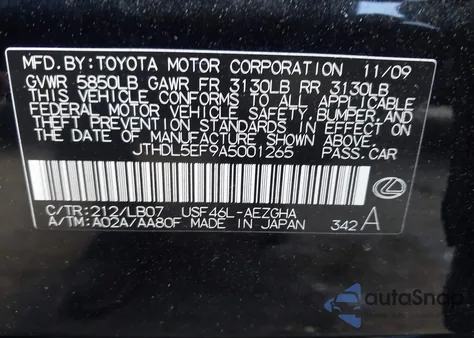 MFD.BY:TOYOTA MOTOR CORPORATION 11/09
GVWR 5850LB GAWR FR 3130LB RR 3130LB
THIS VEHICLE CONFORMS TO ALL APPLICABLE
FEDERAL MOTOR VEHICLE SAFETY, BUMPER, AND
THEFT PREVENTION STANDARDS IN EFFECT ON THE
DATE OF MANUFACTURE SHOWN ABOVE.
JTHDL5EF9A5001265 PASS.CAR
C/TR:212/LB07 USF46L-AEZGHA
A/TM:A02A/AA80F MADE IN JAPAN 342 A
autoSnap